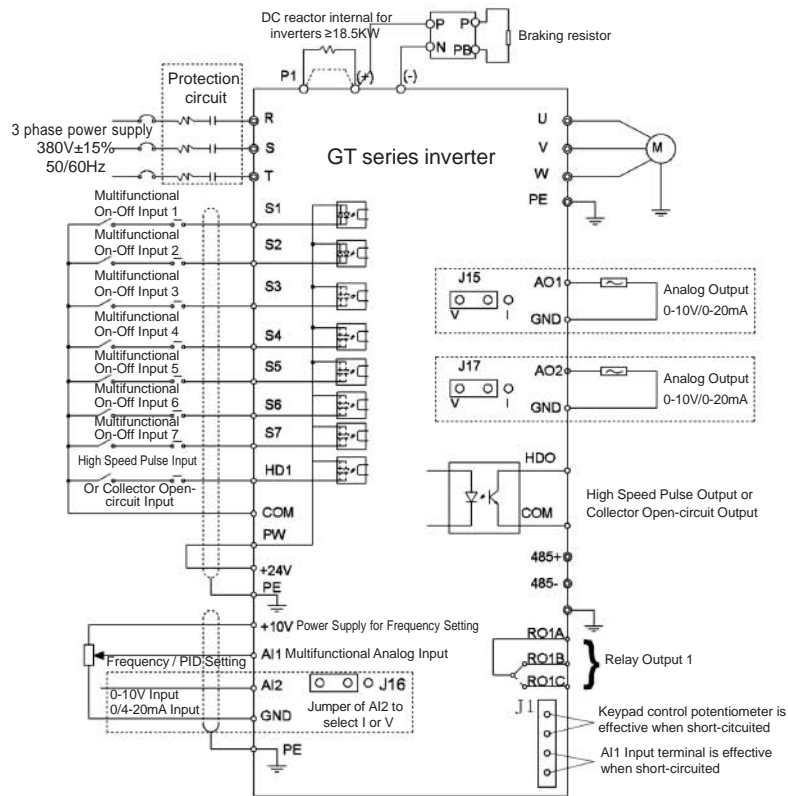 DC reactor internal for
inverters ≥18.5KW
P
P
N
PB
Braking resistor
P1
(+)
(-)
Protection
circuit
3 phase power supply
380V±15%
50/60Hz
R
S
T
GT series inverter
U
V
W
PE
M
Multifunctional
On-Off Input 1
S1
Multifunctional
On-Off Input 2
S2
Multifunctional
On-Off Input 3
S3
Multifunctional
On-Off Input 4
S4
Multifunctional
On-Off Input 5
S5
Multifunctional
On-Off Input 6
S6
Multifunctional
On-Off Input 7
S7
High Speed Pulse Input
Or Collector Open-
circuit Input
HD1
COM
PW
+24V
PE
J15
V
I
AO1
GND
Analog Output
0-10V/0-20mA
J17
V
I
AO2
GND
Analog Output
0-10V/0-20mA
HDO
COM
High Speed Pulse Output or
Collector Open-circuit Output
485+
485-
+10V Power Supply for Frequency Setting
AI1 Multifunctional Analog Input
Frequency / PID Setting
0-10V Input
0/4-20mA Input
AI2
J16
Jumper of AI2 to
select I or V
GND
PE
RO1A
RO1B
RO1C
Relay Output 1
J1
Keypad control potentiometer is
effective when short-citcuited
AI1 Input terminal is effective
when short-circuited